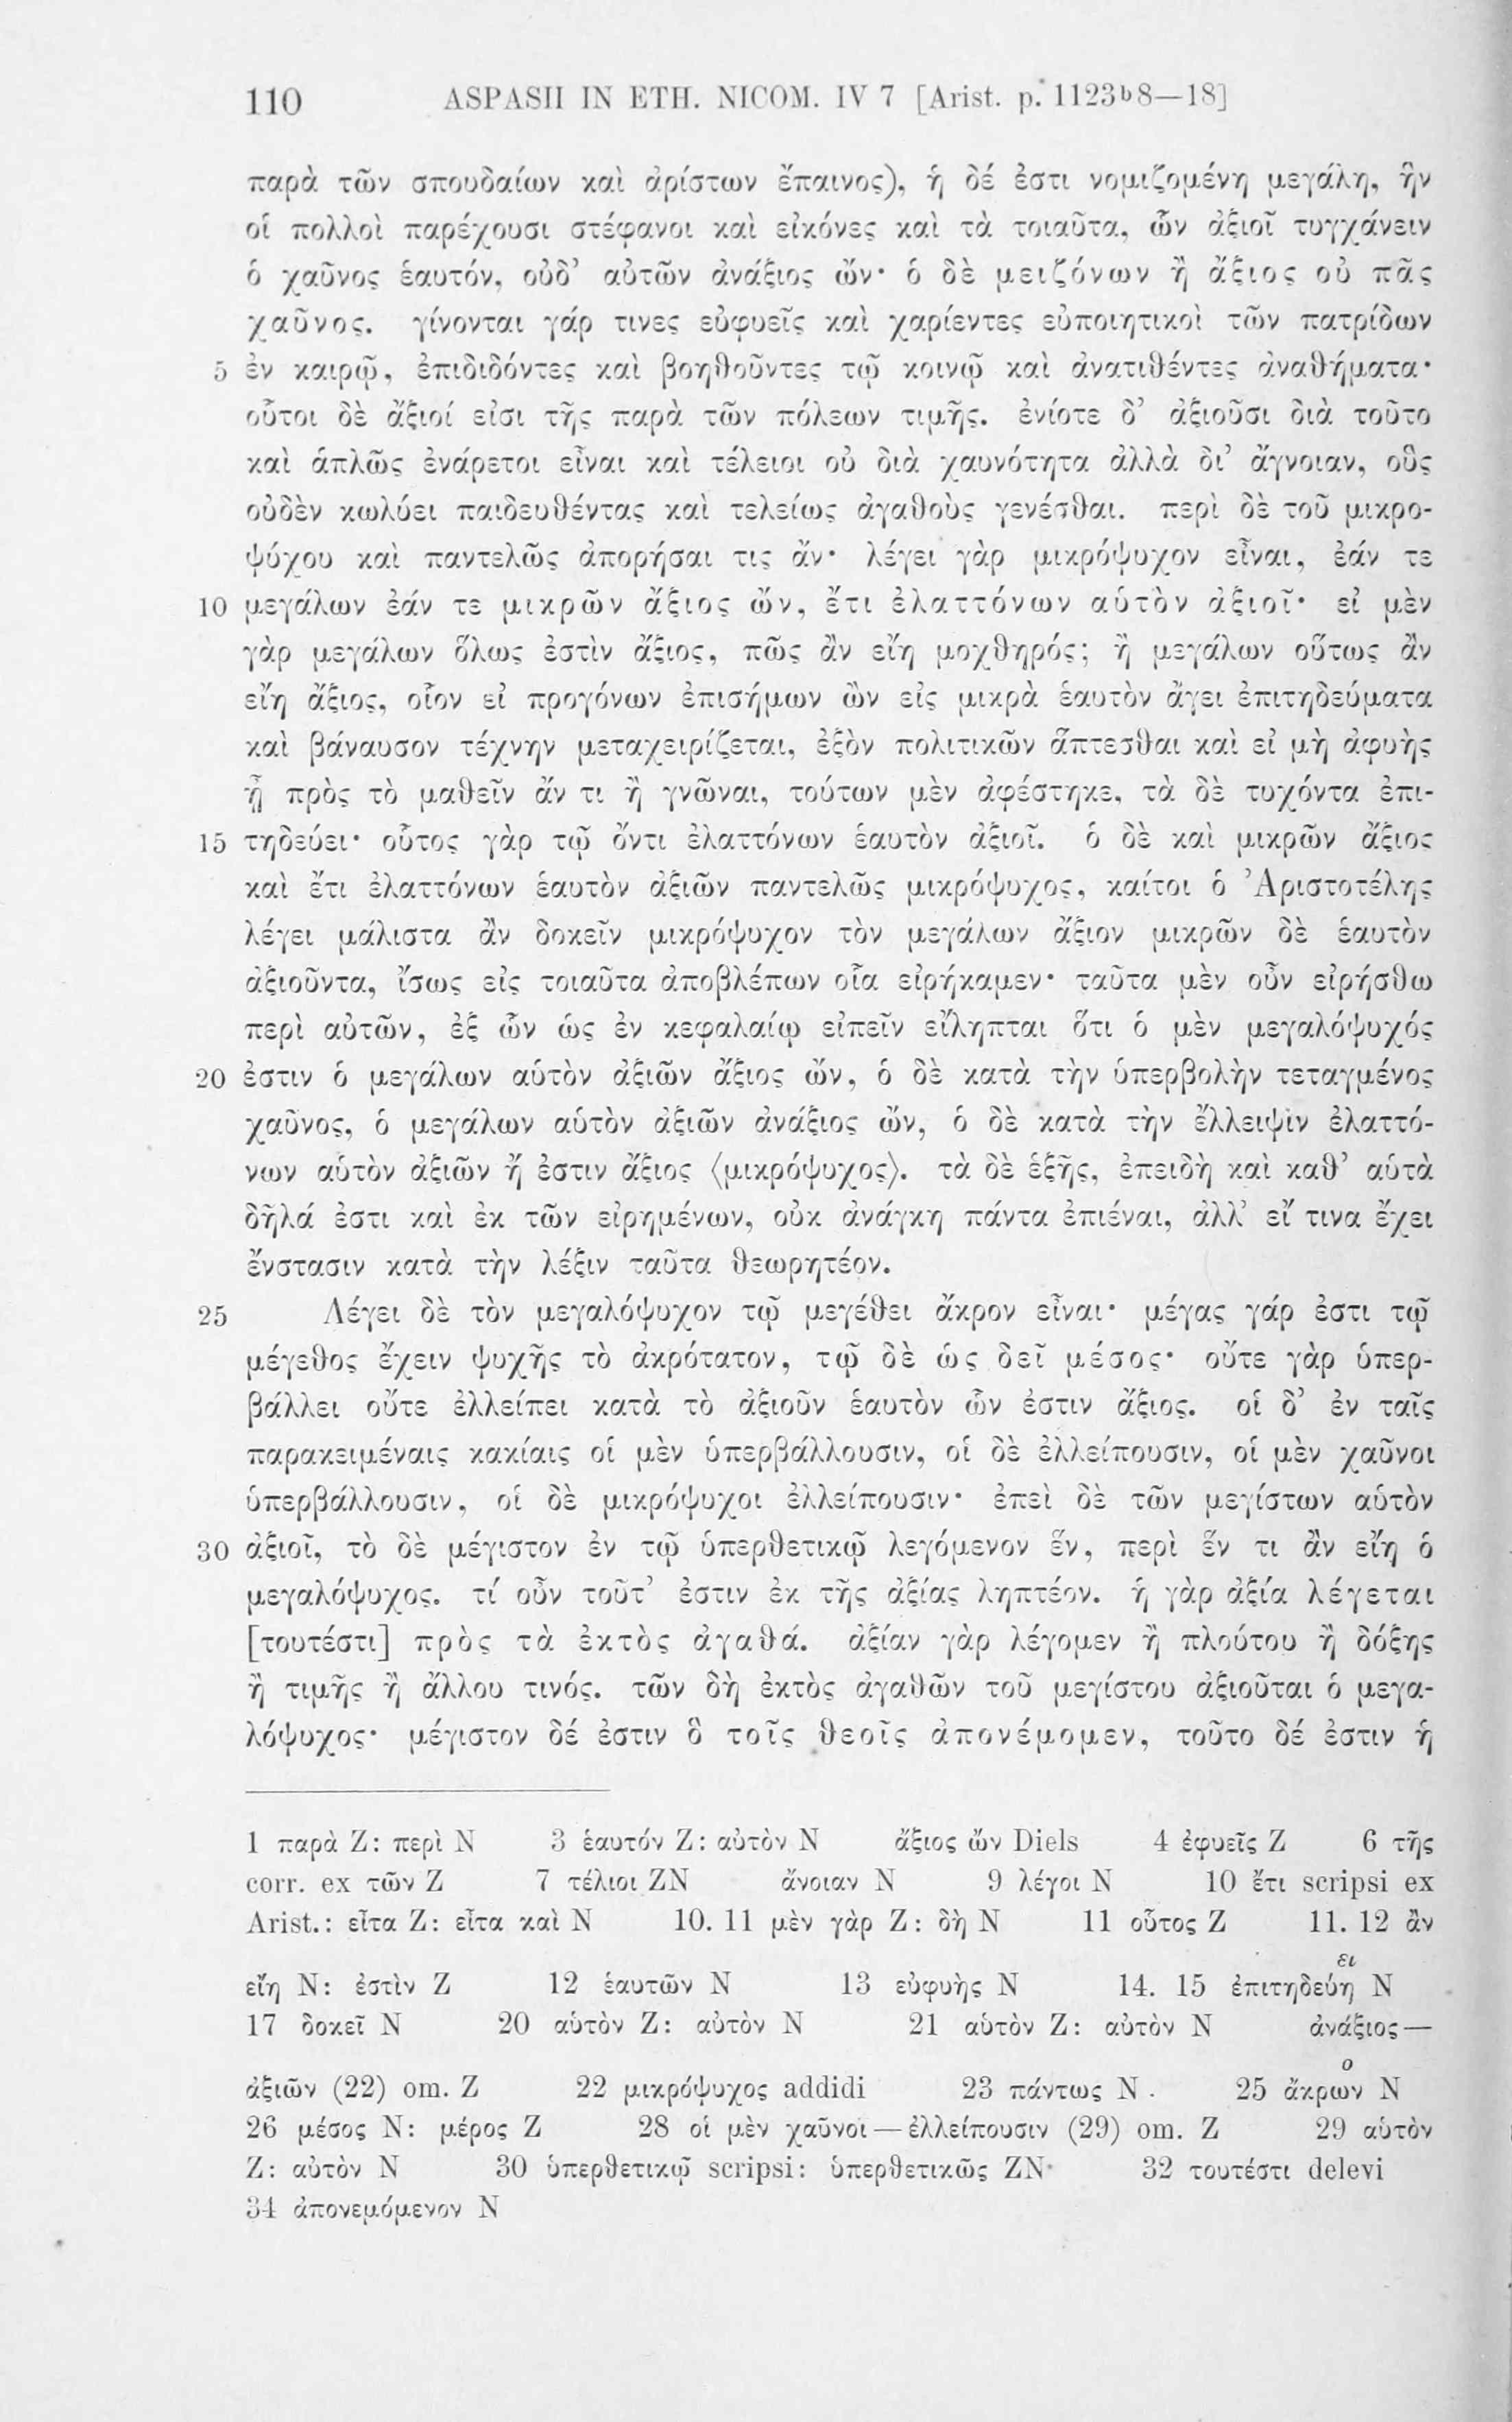 110 ASPASII IN ETH. NICOM. IV 7 [Arist. p. 1123b8—18]
παρὰ τῶν σπουδαίων καὶ ἀρίστων ἔπαινος), ἡ δέ ἐστι νομιζομένη μεγάλη, ἣν
οἱ πολλοὶ παρέχουσι στέφανοι καὶ εἰκόνες καὶ τὰ τοιαῦτα, ὧν ἀξιοῖ τυγχάνειν
ὁ χαῦνος ἑαυτόν, οὐδ’ αὐτῶν ἀνάξιος ὤν· ὁ δὲ μειζόνων ἢ ἄξιος οὐ πᾶς
χαῦνος. γίνονται γάρ τινες εὐφυεῖς καὶ χαρίεντες εὐποιητικοὶ τῶν πατρίδων
5 ἐν καιρῷ, ἐπιδιδόντες καὶ βοηθοῦντες τῷ κοινῷ καὶ ἀνατιθέντες ἀναθήματα·
οὗτοι δὲ ἄξιοί εἰσι τῆς παρὰ τῶν πόλεων τιμῆς. ἐνίοτε δ’ ἀξιοῦσι διὰ τοῦτο
καὶ ἁπλῶς ἐνάρετοι εἶναι καὶ τέλειοι οὐ διὰ χαυνότητα ἀλλὰ δι’ ἄγνοιαν, οὓς
οὐδὲν κωλύει παιδευθέντας καὶ τελείως ἀγαθοὺς γενέσθαι. περὶ δὲ τοῦ μικρο-
ψύχου καὶ παντελῶς ἀπορήσαι τις ἄν· λέγει γὰρ μικρόψυχον εἶναι, ἐάν τε
10 μεγάλων ἐάν τε μικρῶν ἄξιος ὤν, ἔτι ἐλαττόνων αὑτὸν ἀξιοῖ· εἰ μὲν
γὰρ μεγάλων ὅλως ἐστὶν ἄξιος, πῶς ἂν εἴη μοχθηρός; ἢ μεγάλων οὕτως ἂν
εἴη ἄξιος, οἷον εἰ προγόνων ἐπισήμων ὢν εἰς μικρὰ ἑαυτὸν ἄγει ἐπιτηδεύματα
καὶ βάναυσον τέχνην μεταχειρίζεται, ἐξὸν πολιτικῶν ἅπτεσθαι καὶ εἰ μὴ ἀφυὴς
ᾖ πρὸς τὸ μαθεῖν ἄν τι ἢ γνῶναι, τούτων μὲν ἀφέστηκε, τὰ δὲ τυχόντα ἐπι-
15 τηδεύει· οὗτος γὰρ τῷ ὄντι ἐλαττόνων ἑαυτὸν ἀξιοῖ. ὁ δὲ καὶ μικρῶν ἄξιος
καὶ ἔτι ἐλαττόνων ἑαυτὸν ἀξιῶν παντελῶς μικρόψυχος, καίτοι ὁ Ἀριστοτέλης
λέγει μάλιστα ἂν δοκεῖν μικρόψυχον τὸν μεγάλων ἄξιον μικρῶν δὲ ἑαυτὸν
ἀξιοῦντα, ἴσως εἰς τοιαῦτα ἀποβλέπων οἷα εἰρήκαμεν· ταῦτα μὲν οὖν εἰρήσθω
περὶ αὐτῶν, ἐξ ὧν ὡς ἐν κεφαλαίῳ εἰπεῖν εἴληπται ὅτι ὁ μὲν μεγαλόψυχός
20 ἐστιν ὁ μεγάλων αὑτὸν ἀξιῶν ἄξιος ὤν, ὁ δὲ κατὰ τὴν ὑπερβολὴν τεταγμένος
χαῦνος, ὁ μεγάλων αὑτὸν ἀξιῶν ἀνάξιος ὤν, ὁ δὲ κατὰ τὴν ἔλλειψιν ἐλαττό-
νων αὑτὸν ἀξιῶν ἤ ἐστιν ἄξιος ⟨μικρόψυχος⟩. τὰ δὲ ἑξῆς, ἐπειδὴ καὶ καθ’ αὑτὰ
δῆλά ἐστι καὶ ἐκ τῶν εἰρημένων, οὐκ ἀνάγκη πάντα ἐπιέναι, ἀλλ’ εἴ τινα ἔχει
ἔνστασιν κατὰ τὴν λέξιν ταῦτα θεωρητέον.
25 Λέγει δὲ τὸν μεγαλόψυχον τῷ μεγέθει ἄκρον εἶναι· μέγας γάρ ἐστι τῷ
μέγεθος ἔχειν ψυχῆς τὸ ἀκρότατον, τῷ δὲ ὡς δεῖ μέσος· οὔτε γὰρ ὑπερ-
βάλλει οὔτε ἐλλείπει κατὰ τὸ ἀξιοῦν ἑαυτὸν ὧν ἐστιν ἄξιος. οἱ δ’ ἐν ταῖς
παρακειμέναις κακίαις οἱ μὲν ὑπερβάλλουσιν, οἱ δὲ ἐλλείπουσιν, οἱ μὲν χαῦνοι
ὑπερβάλλουσιν, οἱ δὲ μικρόψυχοι ἐλλείπουσιν· ἐπεὶ δὲ τῶν μεγίστων αὑτὸν
30 ἀξιοῖ, τὸ δὲ μέγιστον ἐν τῷ ὑπερθετικῷ λεγόμενον ἕν, περὶ ἕν τι ἂν εἴη ὁ
μεγαλόψυχος. τί οὖν τοῦτ’ ἐστιν ἐκ τῆς ἀξίας ληπτέον. ἡ γὰρ ἀξία λέγεται
[τουτέστι] πρὸς τὰ ἐκτὸς ἀγαθά. ἀξίαν γὰρ λέγομεν ἢ πλούτου ἢ δόξης
ἢ τιμῆς ἢ ἄλλου τινός. τῶν δὴ ἐκτὸς ἀγαθῶν τοῦ μεγίστου ἀξιοῦται ὁ μεγα-
λόψυχος· μέγιστον δέ ἐστιν ὃ τοῖς θεοῖς ἀπονέμομεν, τοῦτο δέ ἐστιν ἡ
1 παρὰ Z: περὶ N 3 ἑαυτόν Z: αὐτὸν N ἄξιος ὤν Diels 4 ἐφυεῖς Z 6 τῆς
corr. ex τῶν Z 7 τέλιοι ZN ἄνοιαν N 9 λέγοι N 10 ἔτι scripsi ex
Arist.: εἶτα Z: εἶτα καὶ N 10. 11 μὲν γὰρ Z: δὴ N 11 οὗτος Z 11. 12 ἂν
εἴη N: ἐστὶν Z 12 ἑαυτῶν N 13 εὐφυὴς N 14. 15 ἐπιτηδεύῃ ει N
17 δοκεῖ N 20 αὑτὸν Z: αὐτὸν N 21 αὑτὸν Z: αὐτὸν N ἀνάξιος—
ἀξιῶν (22) om. Z 22 μικρόψυχος addidi 23 πάντως N 25 ἄκρων ο N
26 μέσος N: μέρος Z 28 οἱ μὲν χαῦνοι—ἐλλείπουσιν (29) om. Z 29 αὑτὸν
Z: αὐτὸν N 30 ὑπερθετικῷ scripsi: ὑπερθετικῶς ZN 32 τουτέστι delevi
34 ἀπονεμόμενον N